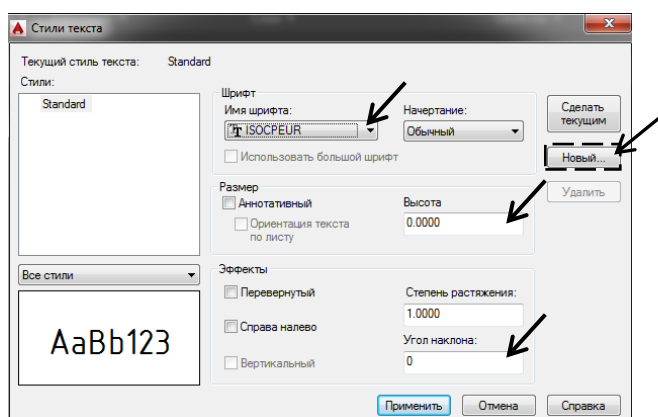 Стили текста
Текущий стиль текста: Standard
Стили:
Standard
Все стили
AaBb123
Шрифт
Имя шрифта:
ISOCPEUR
Начертание:
Обычный
Использовать большой шрифт
Размер
Аннотативный
Ориентация текста
по листу
Высота
0.0000
Эффекты
Перевернутый
Справа налево
Вертикальный
Степень растяжения:
1.0000
Угол наклона:
0
Сделать
текущим
Новый...
Удалить
Применить
Отмена
Справка